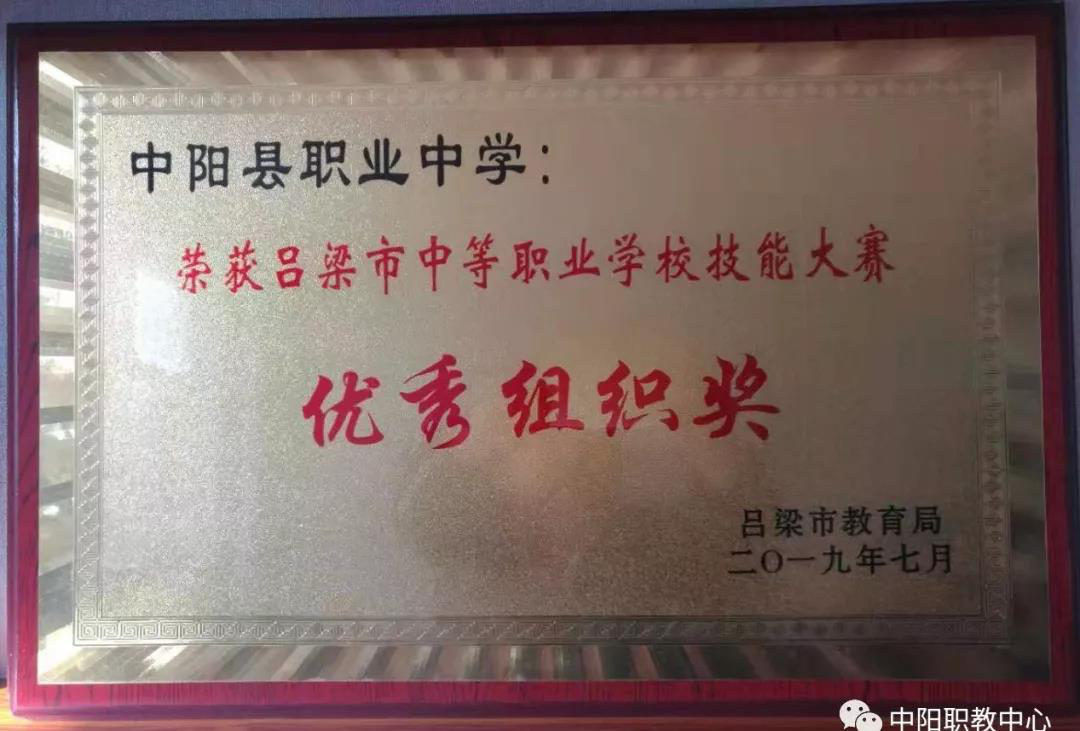 中阳县职业中学：
荣获吕梁市中等职业学校技能大赛
优秀组织奖
吕梁市教育局
二〇一九年七月
中阳职教中心